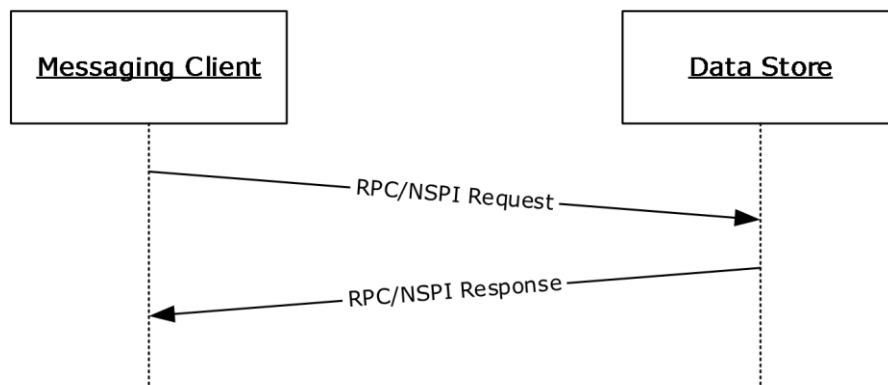 Messaging Client
Data Store
RPC/NSPI Request
RPC/NSPI Response